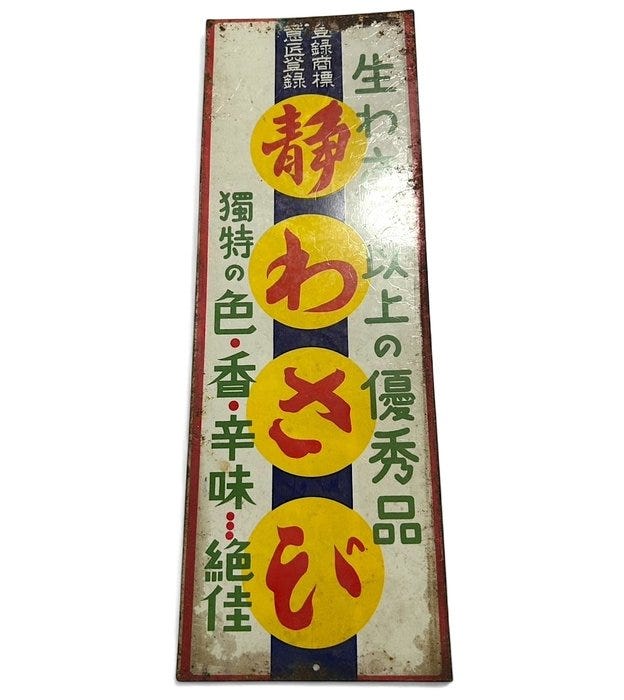 登録商標
意匠登録
生わさ 以上の優秀品
静わさび
獨特の色・香・辛味…絶佳